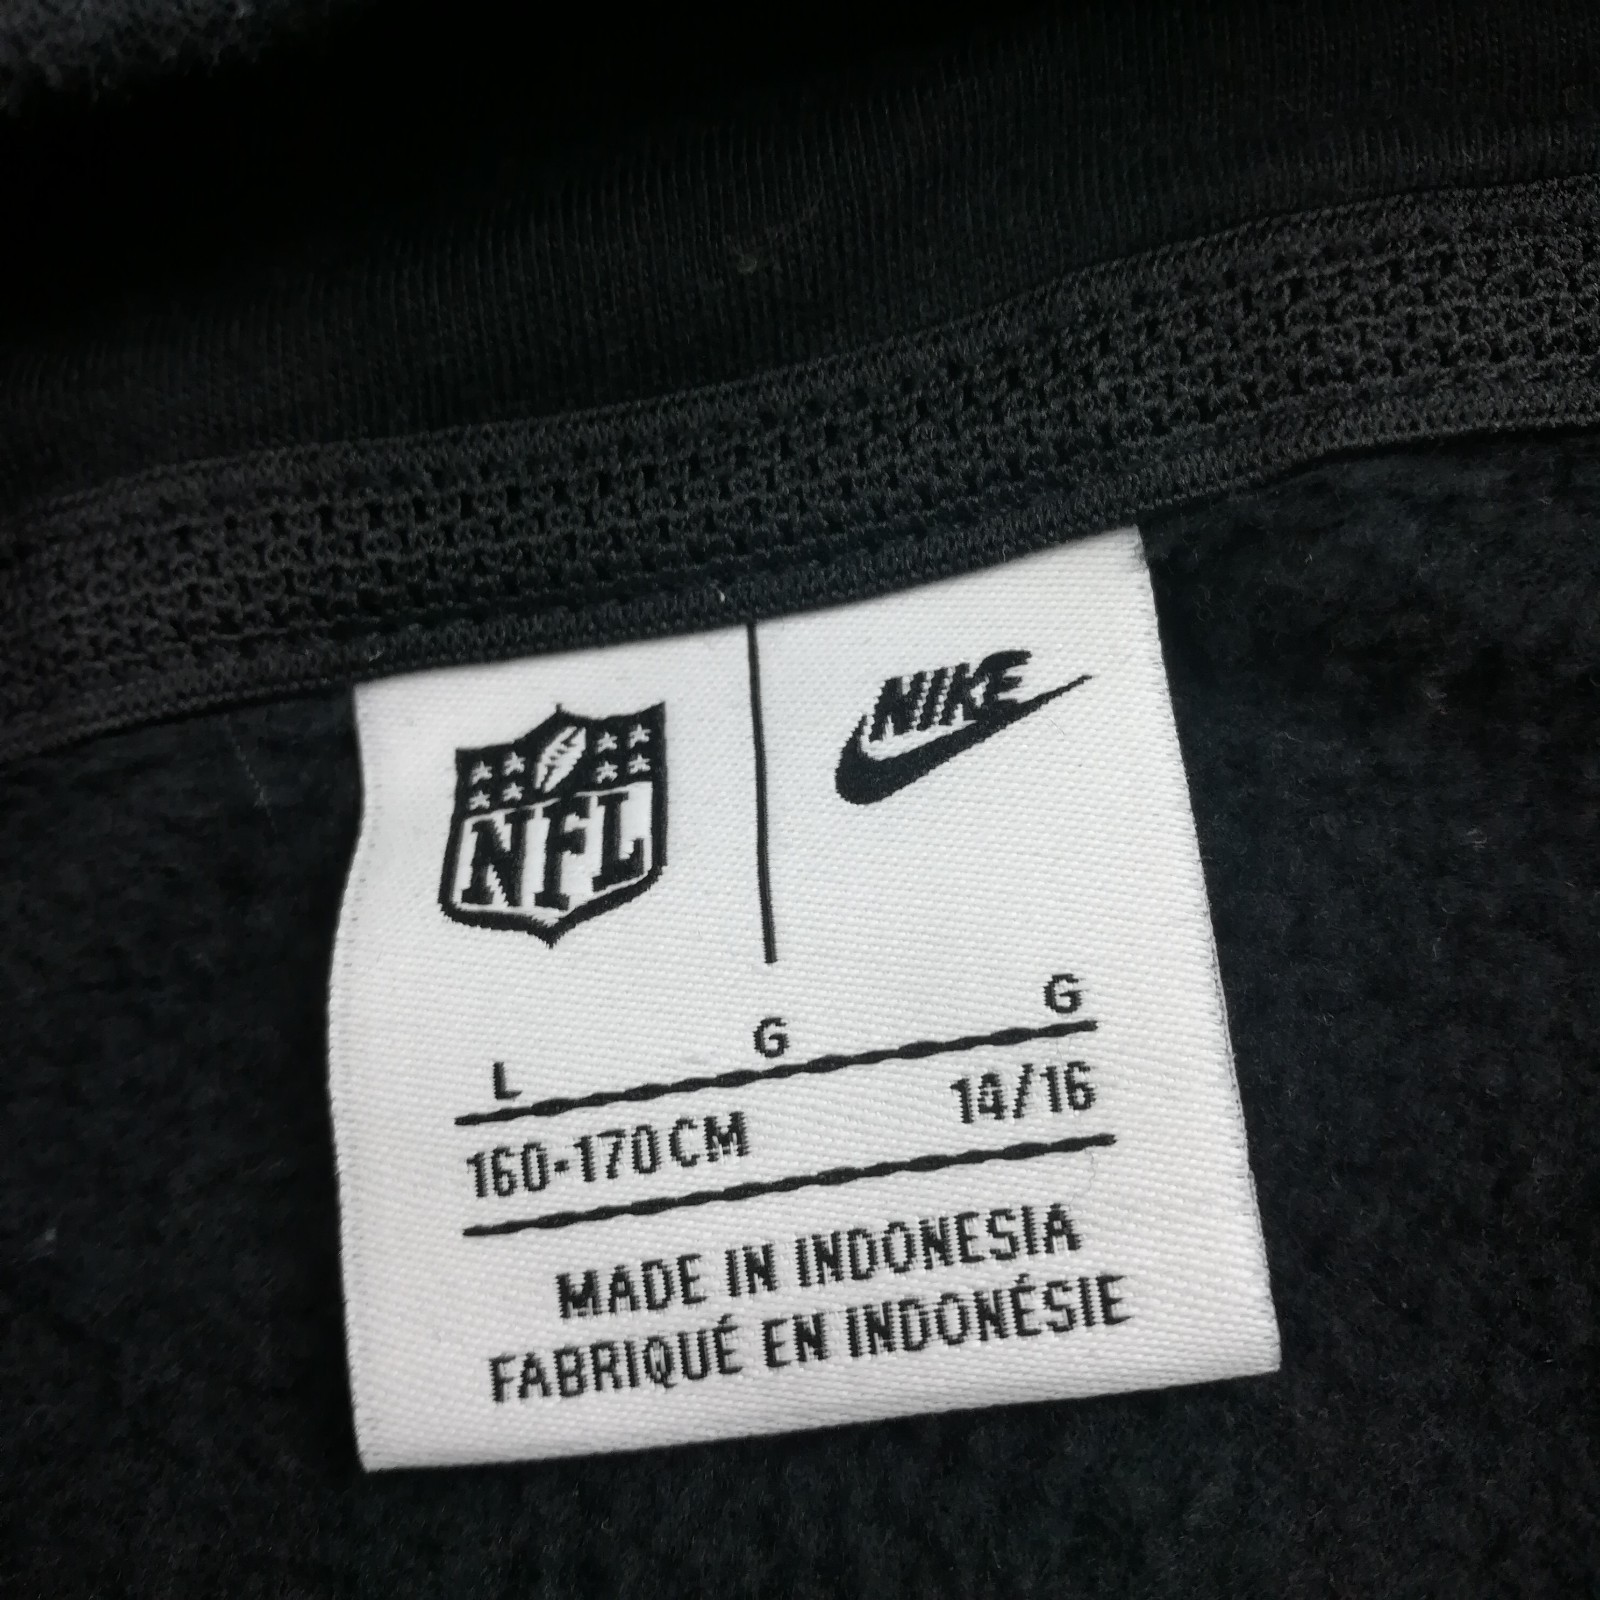 NFL NIKE
L G G
160-170 CM 14/16
MADE IN INDONESIA
FABRIQUÉ EN INDONÉSIE